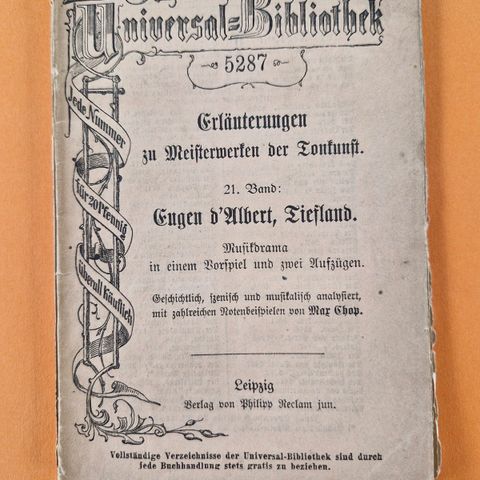 Universal-Bibliothek
5287
Jede Nummer
für 20 Pfennig
überall käuflich
Erläuterungen
zu Meisterwerken der Tonkunst.
21. Band:
Eugen d'Albert, Tiefland.
Musikdrama
in einem Vorspiel und zwei Aufzügen.
Geschichtlich, szenisch und musikalisch analysiert,
mit zahlreichen Notenbeispielen von Max Chop.
Leipzig
Verlag von Philipp Reclam jun.
Vollständige Verzeichnisse der Universal-Bibliothek sind durch
jede Buchhandlung stets gratis zu beziehen.